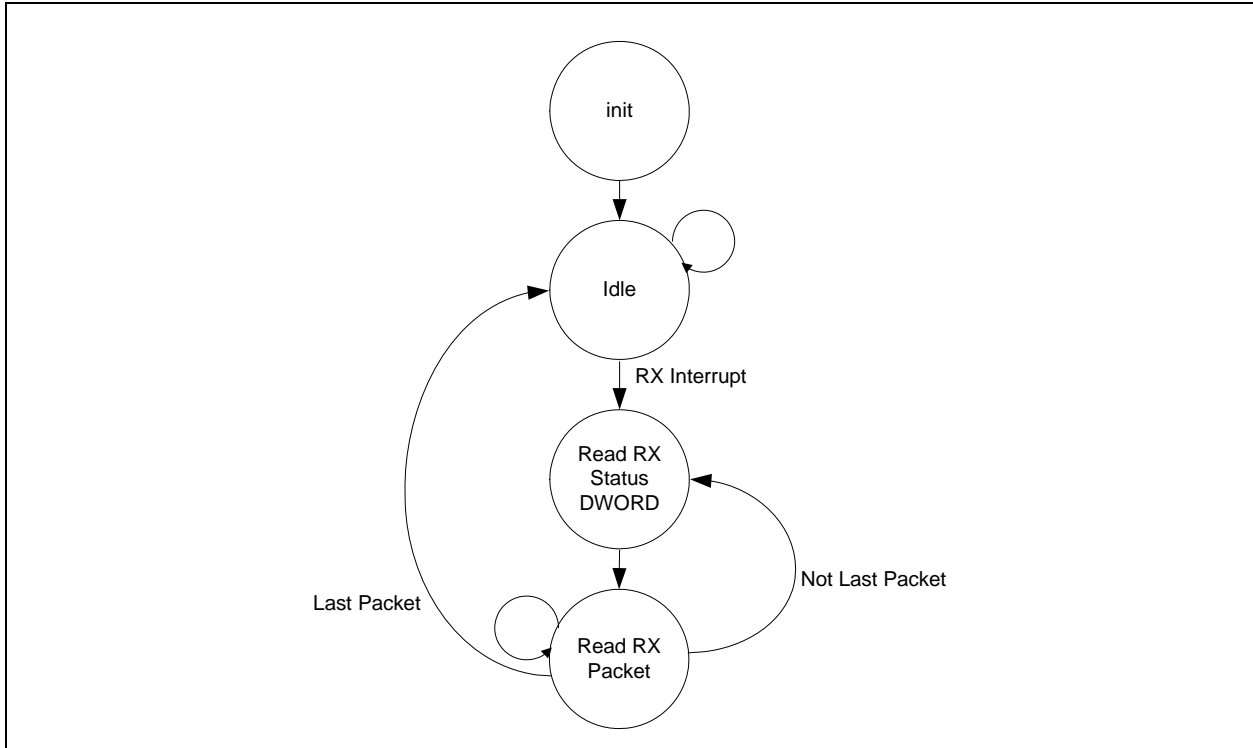 init
Idle
RX Interrupt
Read RX
Status
DWORD
Not Last Packet
Last Packet
Read RX
Packet